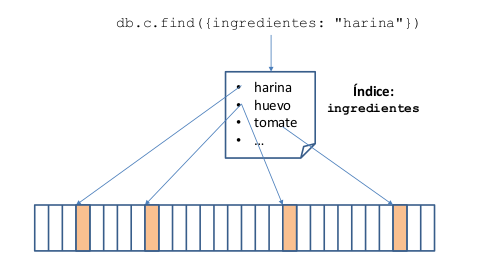 db.c.find({ingredientes: "harina"})
• harina
• huevo
• tomate
• ...
Índice:
ingredientes